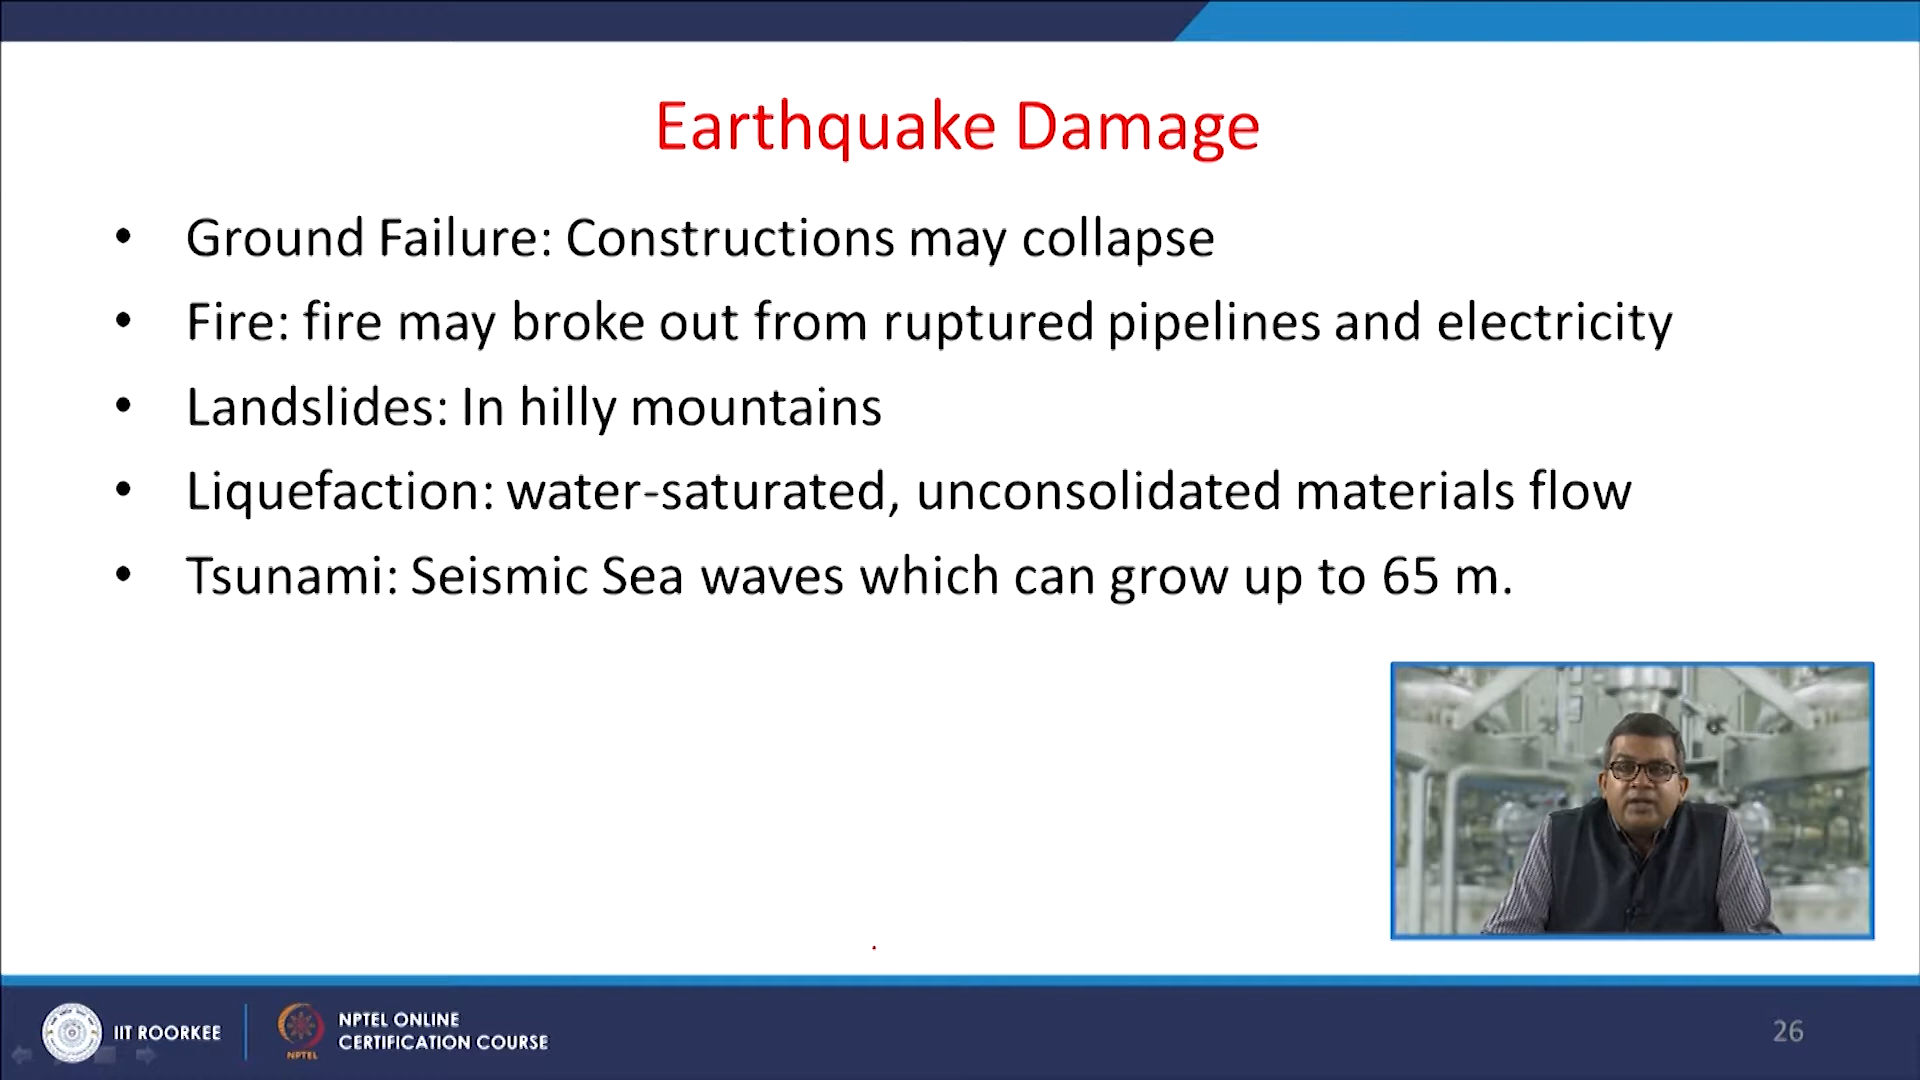 Earthquake Damage
• Ground Failure: Constructions may collapse
• Fire: fire may broke out from ruptured pipelines and electricity
• Landslides: In hilly mountains
• Liquefaction: water-saturated, unconsolidated materials flow
• Tsunami: Seismic Sea waves which can grow up to 65 m.
IIT ROORKEE
NPTEL
NPTEL ONLINE
CERTIFICATION COURSE
26